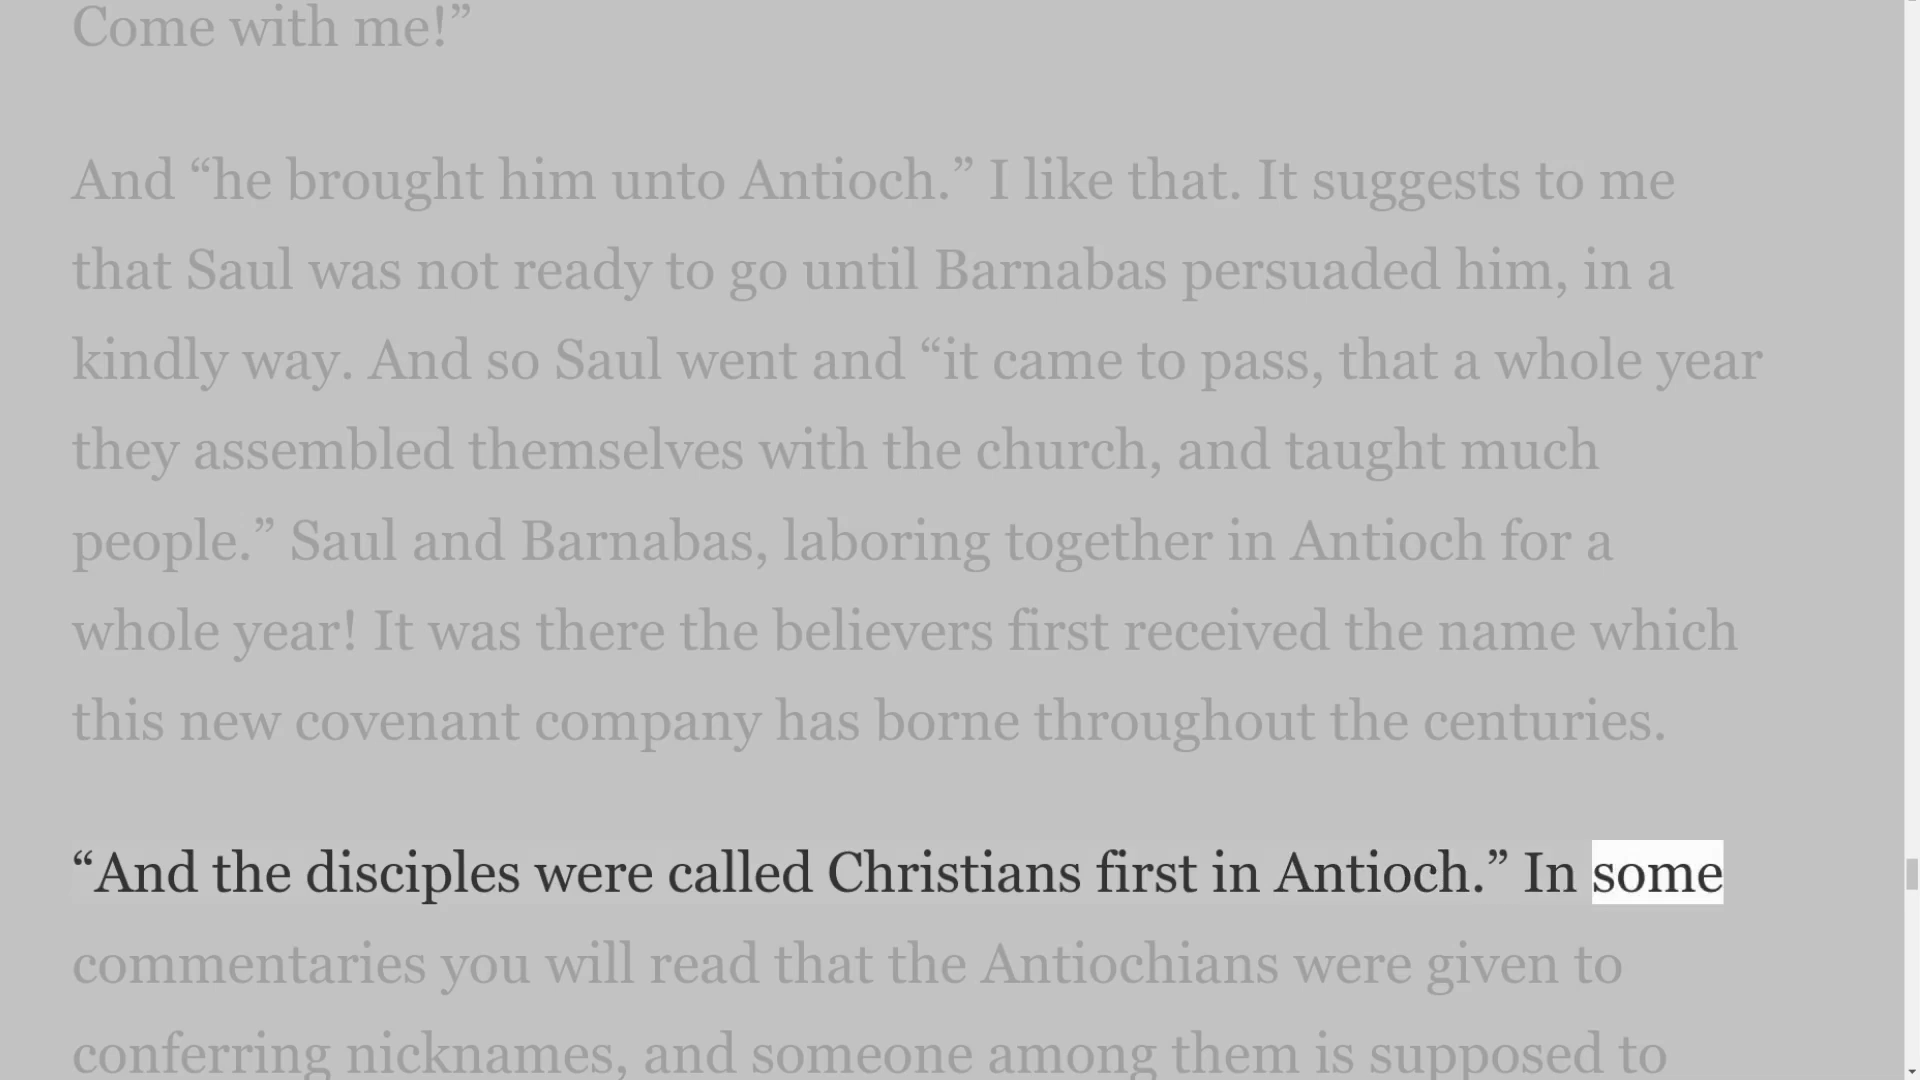 Come with me!”
And “he brought him unto Antioch.” I like that. It suggests to me
that Saul was not ready to go until Barnabas persuaded him, in a
kindly way. And so Saul went and “it came to pass, that a whole year
they assembled themselves with the church, and taught much
people.” Saul and Barnabas, laboring together in Antioch for a
whole year! It was there the believers first received the name which
this new covenant company has borne throughout the centuries.
“And the disciples were called Christians first in Antioch.” In some
commentaries you will read that the Antiochians were given to
conferring nicknames, and someone among them is supposed to